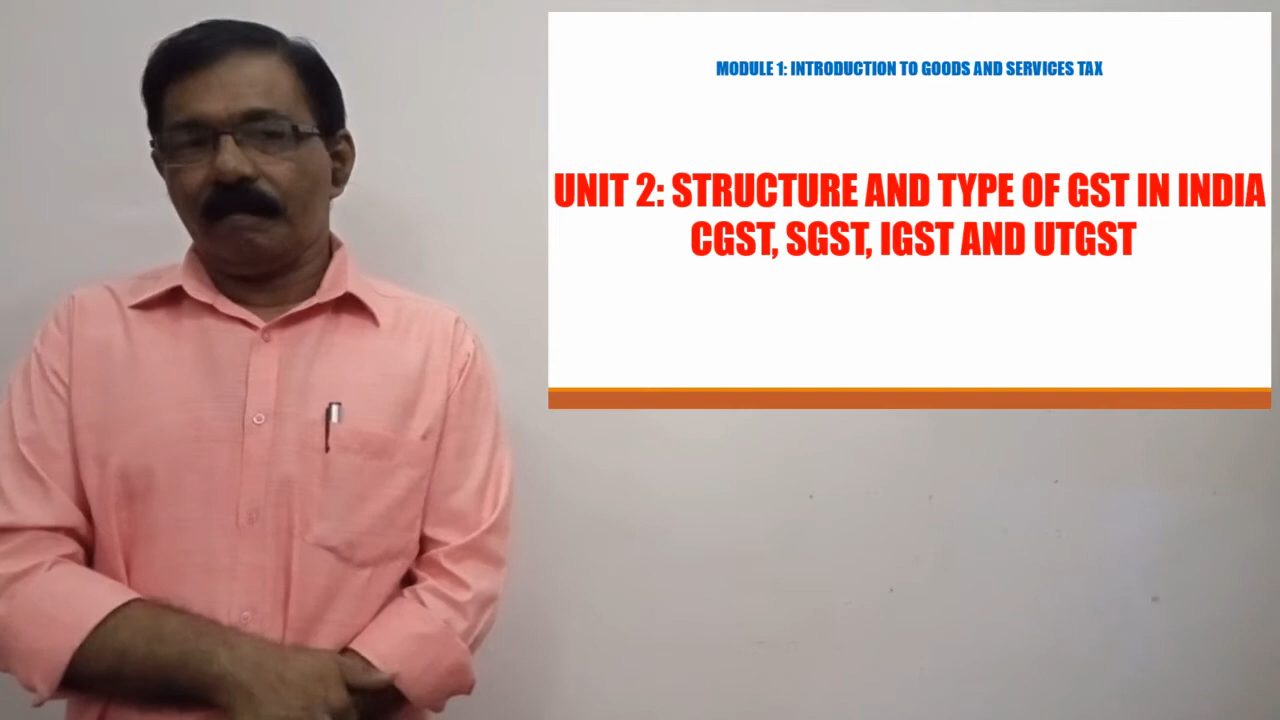 MODULE 1: INTRODUCTION TO GOODS AND SERVICES TAX
UNIT 2: STRUCTURE AND TYPE OF GST IN INDIA
CGST, SGST, IGST AND UTGST